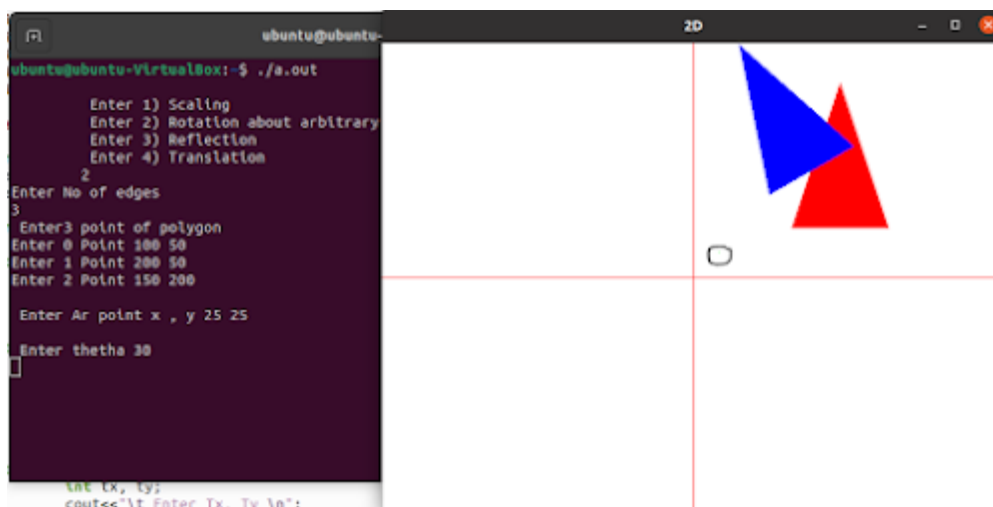 ubuntu@ubuntu-
2D
ubuntu@ubuntu-VirtualBox:~$ ./a.out
Enter 1) Scaling
Enter 2) Rotation about arbitrary
Enter 3) Reflection
Enter 4) Translation
2
Enter No of edges
3
Enter3 point of polygon
Enter 0 Point 100 50
Enter 1 Point 200 50
Enter 2 Point 150 200
Enter Ar point x , y 25 25
Enter thetha 30
int tx, ty;
cout<<"\t Enter Tx, Ty \n";